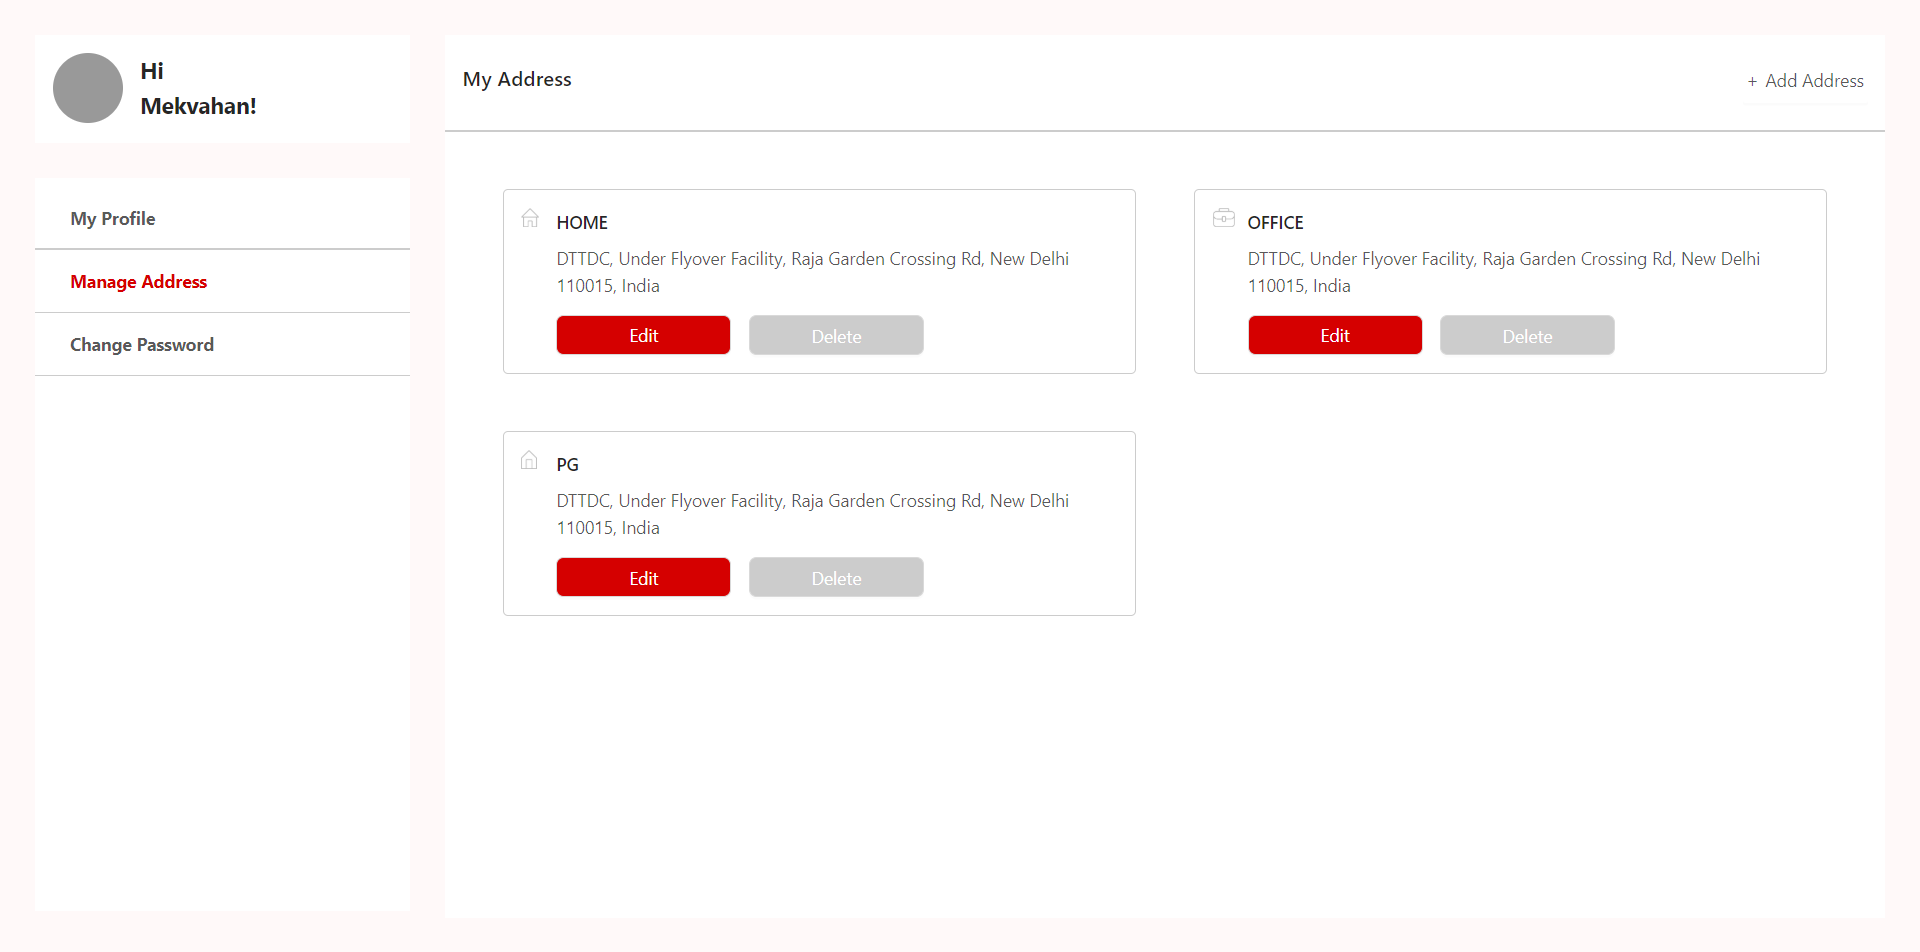 Hi
Mekvahan!
My Profile
Manage Address
Change Password
My Address
+ Add Address
HOME
DTTDC, Under Flyover Facility, Raja Garden Crossing Rd, New Delhi
110015, India
Edit
Delete
OFFICE
DTTDC, Under Flyover Facility, Raja Garden Crossing Rd, New Delhi
110015, India
Edit
Delete
PG
DTTDC, Under Flyover Facility, Raja Garden Crossing Rd, New Delhi
110015, India
Edit
Delete